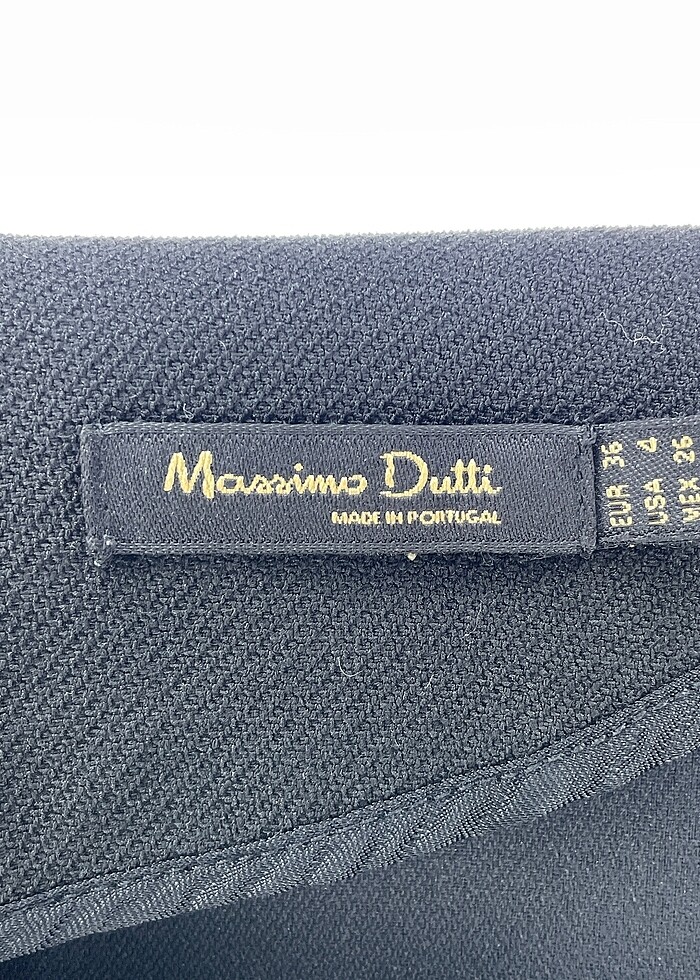 Massimo Dutti
MADE IN PORTUGAL
EUR 36
USA 4
MEX 26